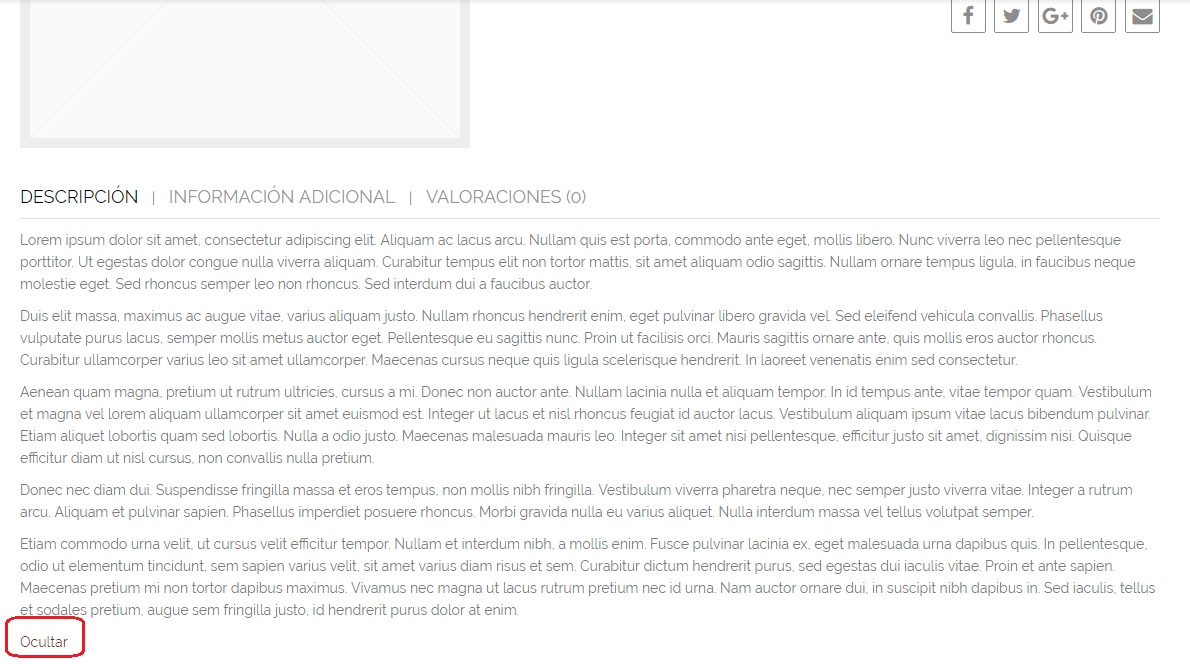 DESCRIPCIÓN | INFORMACIÓN ADICIONAL | VALORACIONES (0)
Lorem ipsum dolor sit amet, consectetur adipiscing elit. Aliquam ac lacus arcu. Nullam quis est porta, commodo ante eget, mollis libero. Nunc viverra leo nec pellentesque
porttitor. Ut egestas dolor congue nulla viverra aliquam. Curabitur tempus elit non tortor mattis, sit amet aliquam odio sagittis. Nullam ornare tempus ligula, in faucibus neque
molestie eget. Sed rhoncus semper leo non rhoncus. Sed interdum dui a faucibus auctor.
Duis elit massa, maximus ac augue vitae, varius aliquam justo. Nullam rhoncus hendrerit enim, eget pulvinar libero gravida vel. Sed eleifend vehicula convallis. Phasellus
vulputate purus lacus, semper mollis metus auctor eget. Pellentesque eu sagittis nunc. Proin ut facilisis orci. Mauris sagittis ornare ante, quis mollis eros auctor rhoncus.
Curabitur ullamcorper varius leo sit amet ullamcorper. Maecenas cursus neque quis ligula scelerisque hendrerit. In laoreet venenatis enim sed consectetur.
Aenean quam magna, pretium ut rutrum ultricies, cursus a mi. Donec non auctor ante. Nullam lacinia nulla et aliquam tempor. In id tempus ante, vitae tempor quam. Vestibulum
et magna vel lorem aliquam ullamcorper sit amet euismod est. Integer ut lacus et nisl rhoncus feugiat id auctor lacus. Vestibulum aliquam ipsum vitae lacus bibendum pulvinar.
Etiam aliquet lobortis quam sed lobortis. Nulla a odio justo. Maecenas malesuada mauris leo. Integer sit amet nisi pellentesque, efficitur justo sit amet, dignissim nisi. Quisque
efficitur diam ut nisl cursus, non convallis nulla pretium.
Donec nec diam dui. Suspendisse fringilla massa et eros tempus, non mollis nibh fringilla. Vestibulum viverra pharetra neque, nec semper justo viverra vitae. Integer a rutrum
arcu. Aliquam et pulvinar sapien. Phasellus imperdiet posuere rhoncus. Morbi gravida nulla eu varius aliquet. Nulla interdum massa vel tellus volutpat semper.
Etiam commodo urna velit, ut cursus velit efficitur tempor. Nullam et interdum nibh, a mollis enim. Fusce pulvinar lacinia ex, eget malesuada urna dapibus quis. In pellentesque,
odio ut elementum tincidunt, sem sapien varius velit, sit amet varius diam risus et sem. Curabitur dictum hendrerit purus, sed egestas dui iaculis vitae. Proin et ante sapien.
Maecenas pretium mi non tortor dapibus maximus. Vivamus nec magna ut lacus rutrum pretium nec id urna. Nam auctor ornare dui, in suscipit nibh dapibus in. Sed iaculis, tellus
et sodales pretium, augue sem fringilla justo, id hendrerit purus dolor at enim.
Ocultar